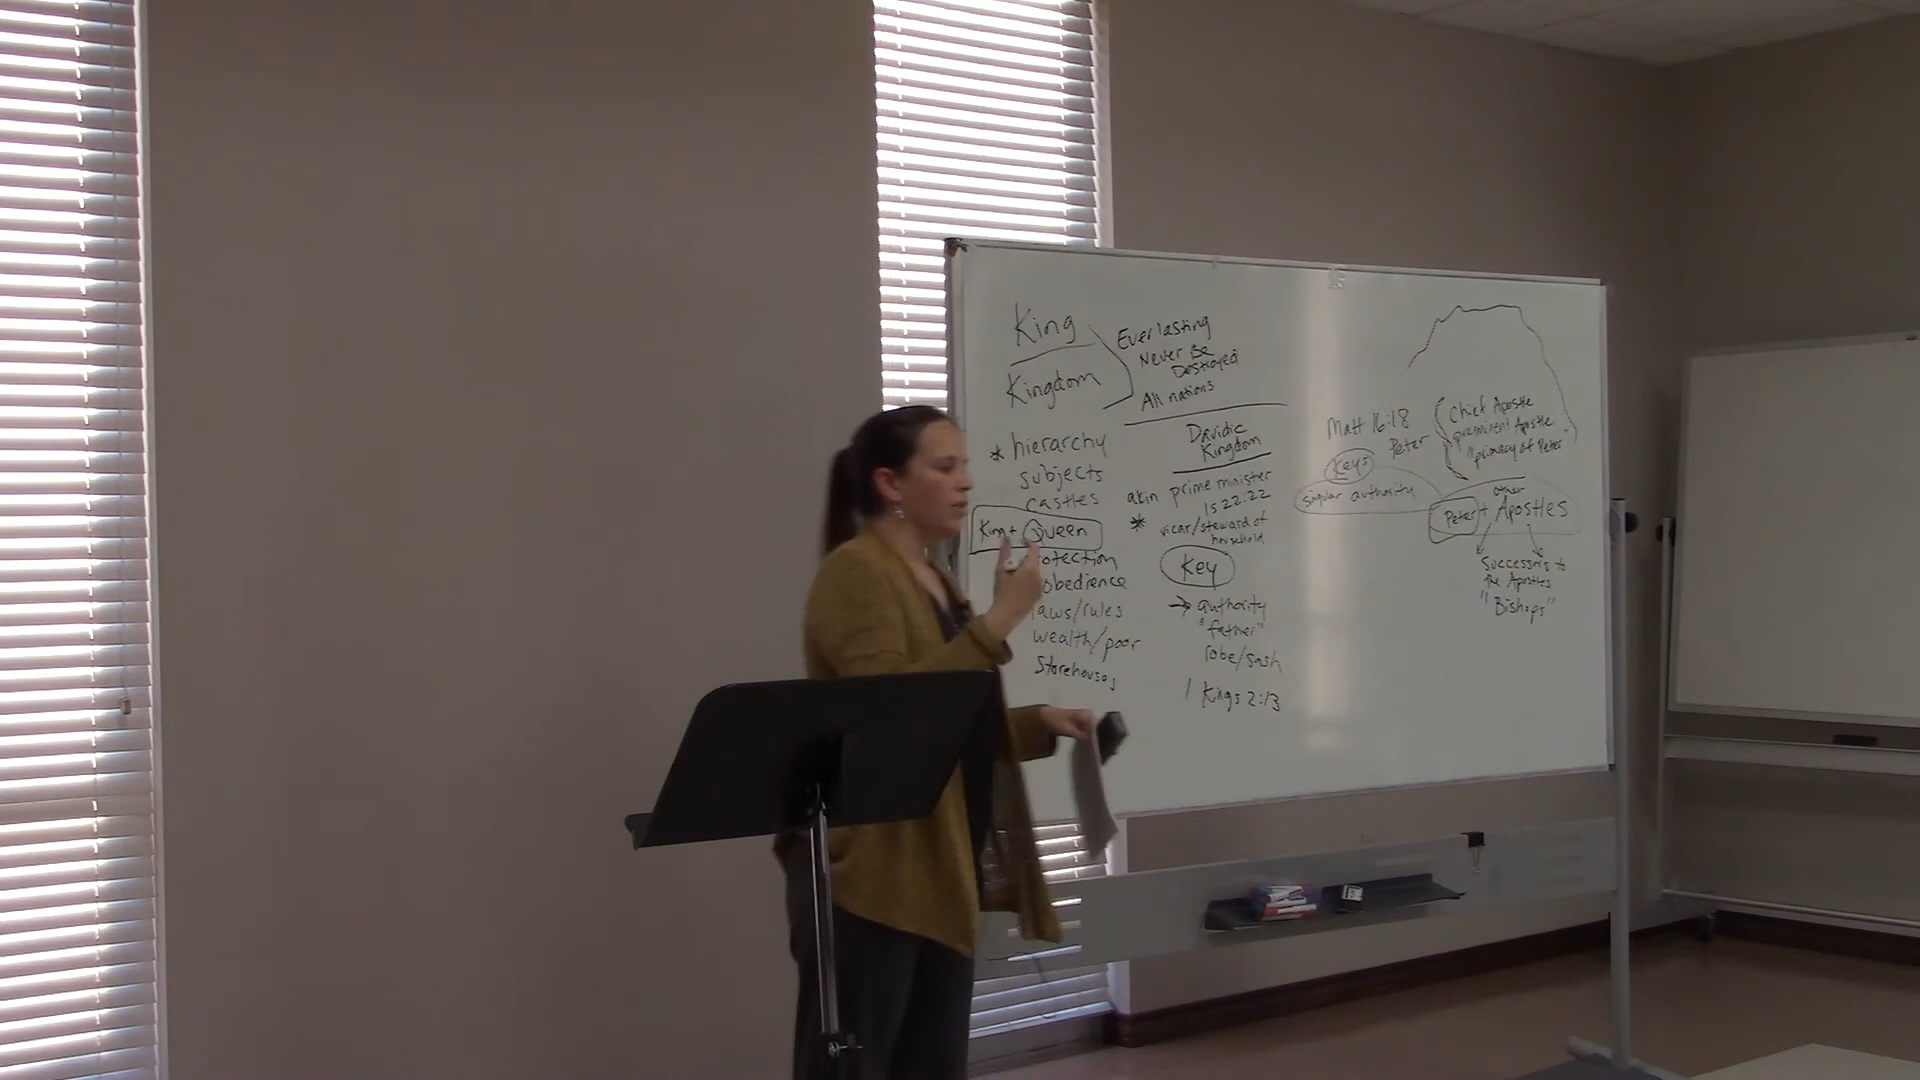 King
Kingdom
Everlasting
Never Be
Destroyed
All nations
* hierarchy
subjects
castles
King + Queen
rotection
obedience
laws/rules
wealth/poor
Storehouses
Davidic
Kingdom
akin prime minister
IS 22:22
* vicar/steward of
household
Key
→ authority
"father"
robe/sash
1 Kings 2:13
Matt 16:18
Peter
Keys
singular authority
Chief Apostle
prominent Apostle
"primacy of Peter"
other
Peter + Apostles
Successors to
the Apostles
"Bishops"